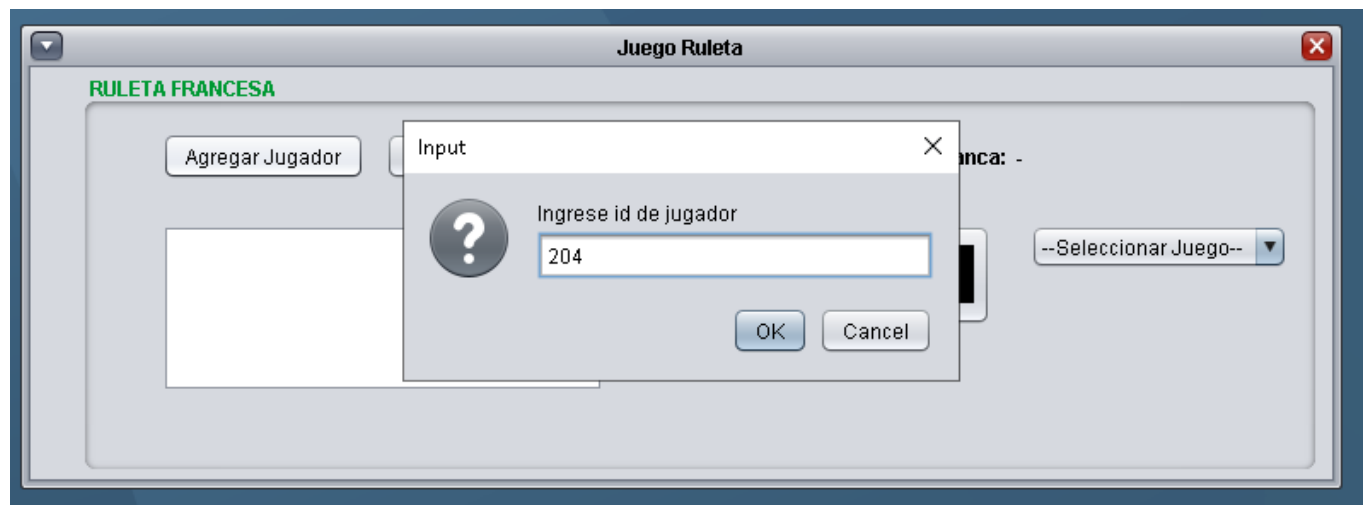 Juego Ruleta
RULETA FRANCESA
Agregar Jugador
Input
anca: -
Ingrese id de jugador
204
--Seleccionar Juego--
OK
Cancel